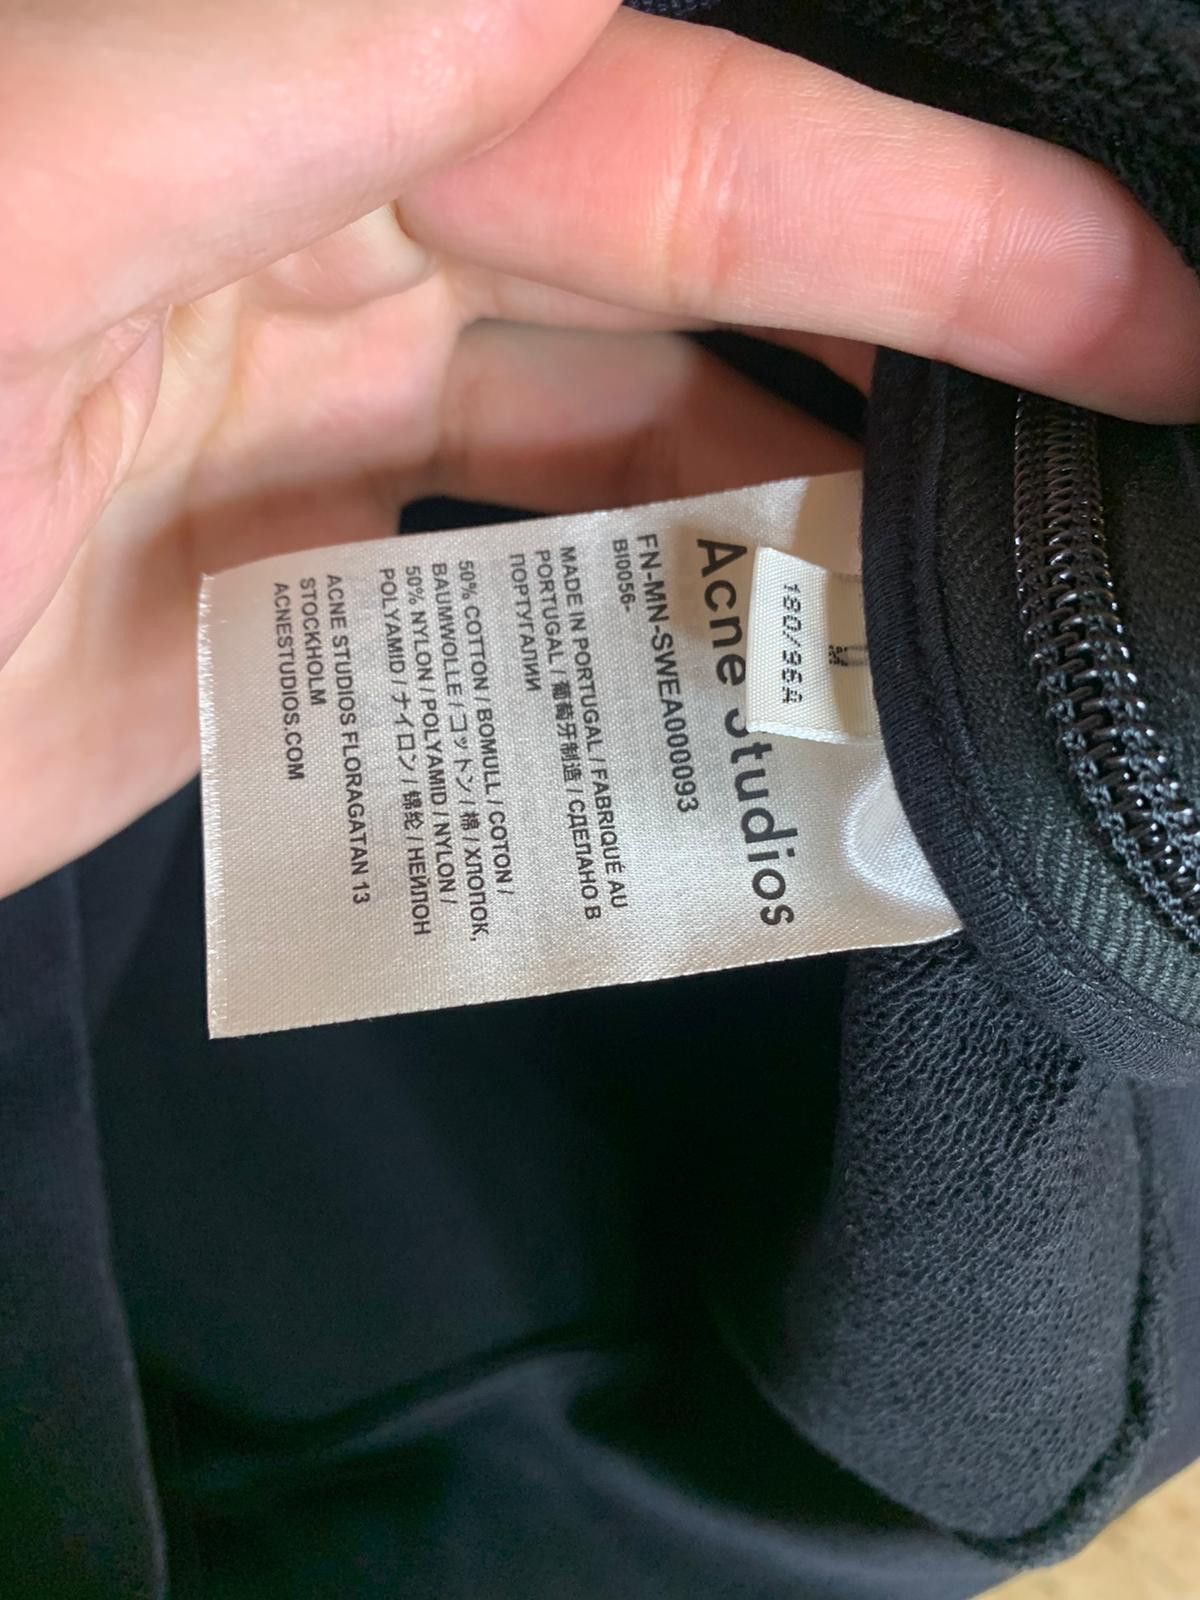 Acne Studios
180/96A
FN-MN-SWEA000093
BI0056-
MADE IN PORTUGAL / FABRIQUÉ AU
PORTUGAL / 葡萄牙制造 / СДЕЛАНО В
ПОРТУГАЛИИ
50% COTTON / BOMULL / COTON /
BAUMWOLLE / コットン / 棉 / ХЛОПОК,
50% NYLON / POLYAMID / NYLON /
POLYAMID / ナイロン / 绵纶 / НЕЙЛОН
ACNE STUDIOS FLORAGATAN 13
STOCKHOLM
ACNESTUDIOS.COM